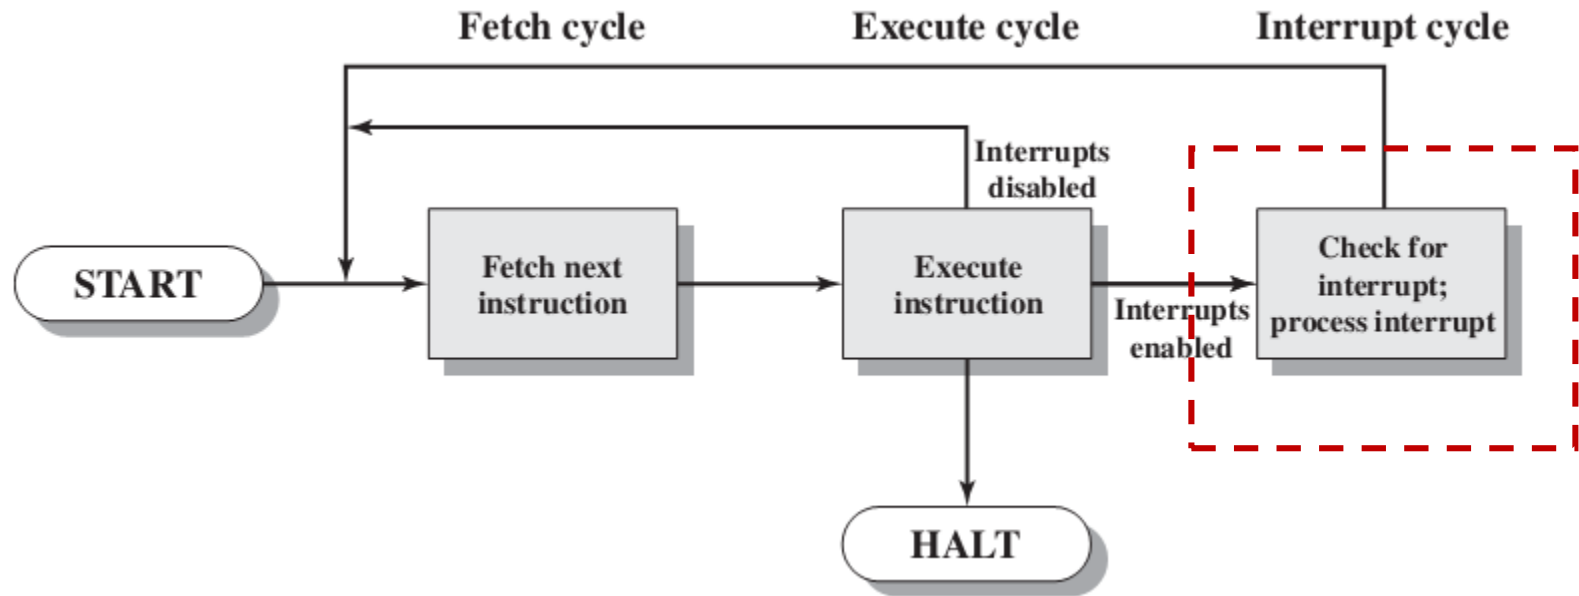 Fetch cycle
Execute cycle
Interrupt cycle
Interrupts
disabled
START
Fetch next
instruction
Execute
instruction
Interrupts
enabled
Check for
interrupt;
process interrupt
HALT